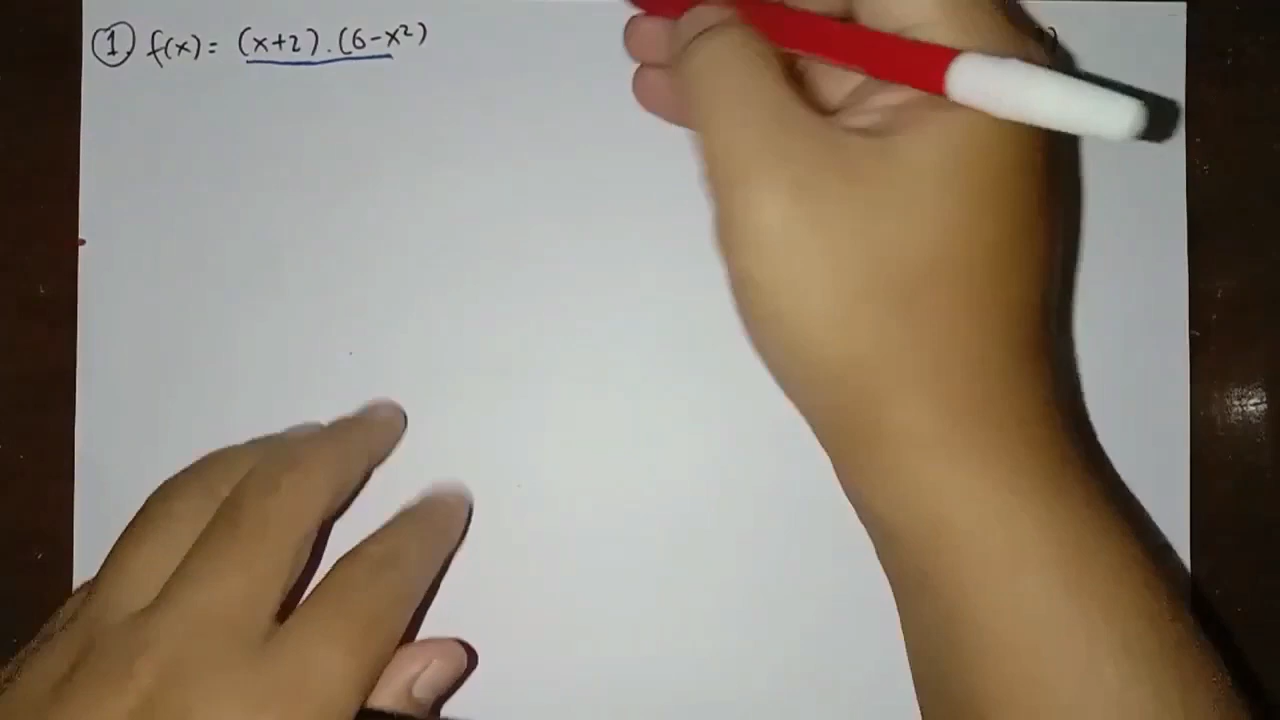 1. f(x) = (x+2) . (6-x²)